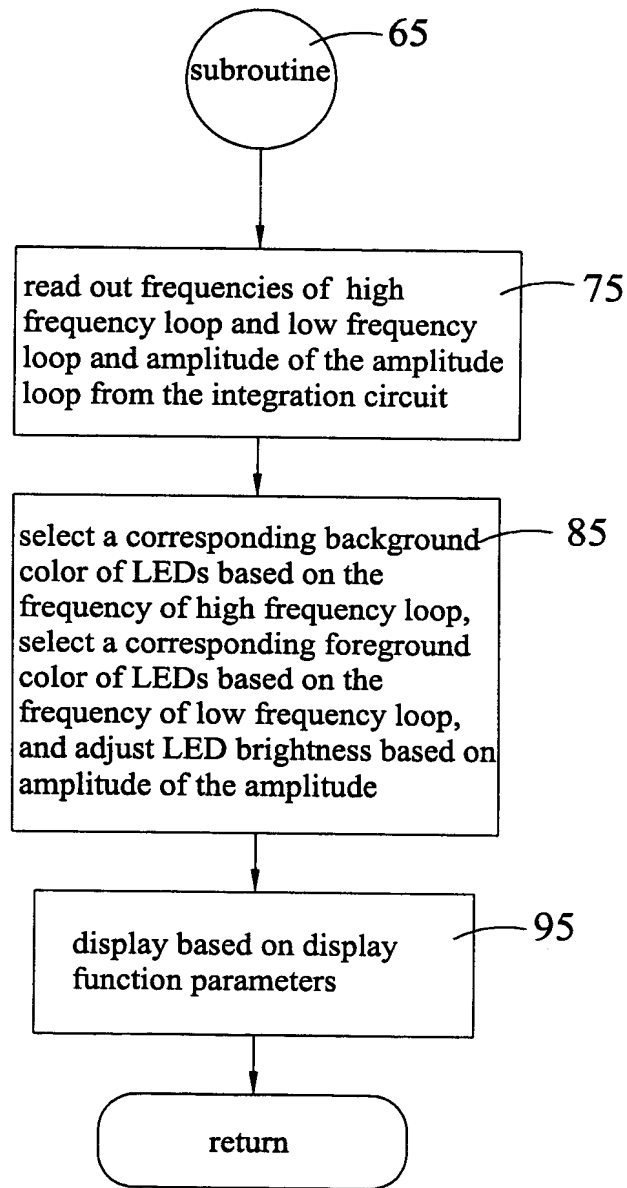 65
subroutine
read out frequencies of high
75
frequency loop and low frequency
loop and amplitude of the amplitude
loop from the integration circuit
select a corresponding background
85
color of LEDs based on the
frequency of high frequency loop,
select a corresponding foreground
color of LEDs based on the
frequency of low frequency loop,
and adjust LED brightness based on
amplitude of the amplitude
95
display based on display
function parameters
return